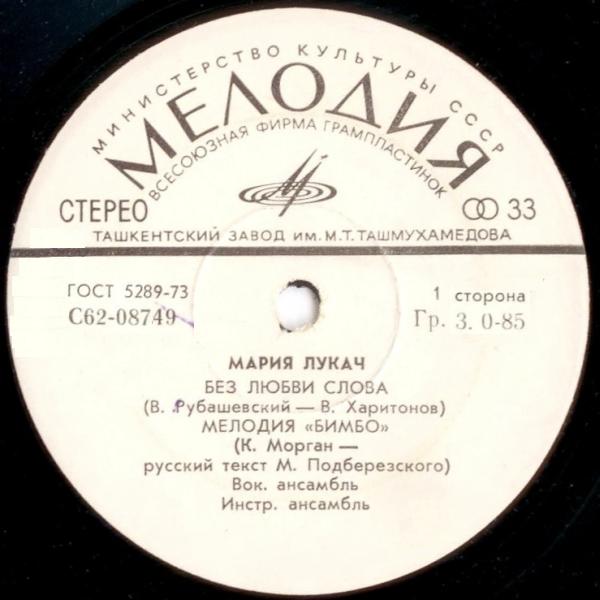 МИНИСТЕРСТВО КУЛЬТУРЫ СССР
МЕЛОДИЯ
ВСЕСОЮЗНАЯ ФИРМА ГРАМПЛАСТИНОК
СТЕРЕО 33
ТАШКЕНТСКИЙ ЗАВОД ИМ. М. Т. ТАШМУХАМЕДОВА
ГОСТ 5289-73 1 сторона
С62-08749 Гр. 3. 0-85
МАРИЯ ЛУКАЧ
БЕЗ ЛЮБВИ СЛОВА
(В. Рубашевский — В. Харитонов)
МЕЛОДИЯ «БИМБО»
(К. Морган —
русский текст М. Подберезского)
Вок. ансамбль
Инстр. ансамбль